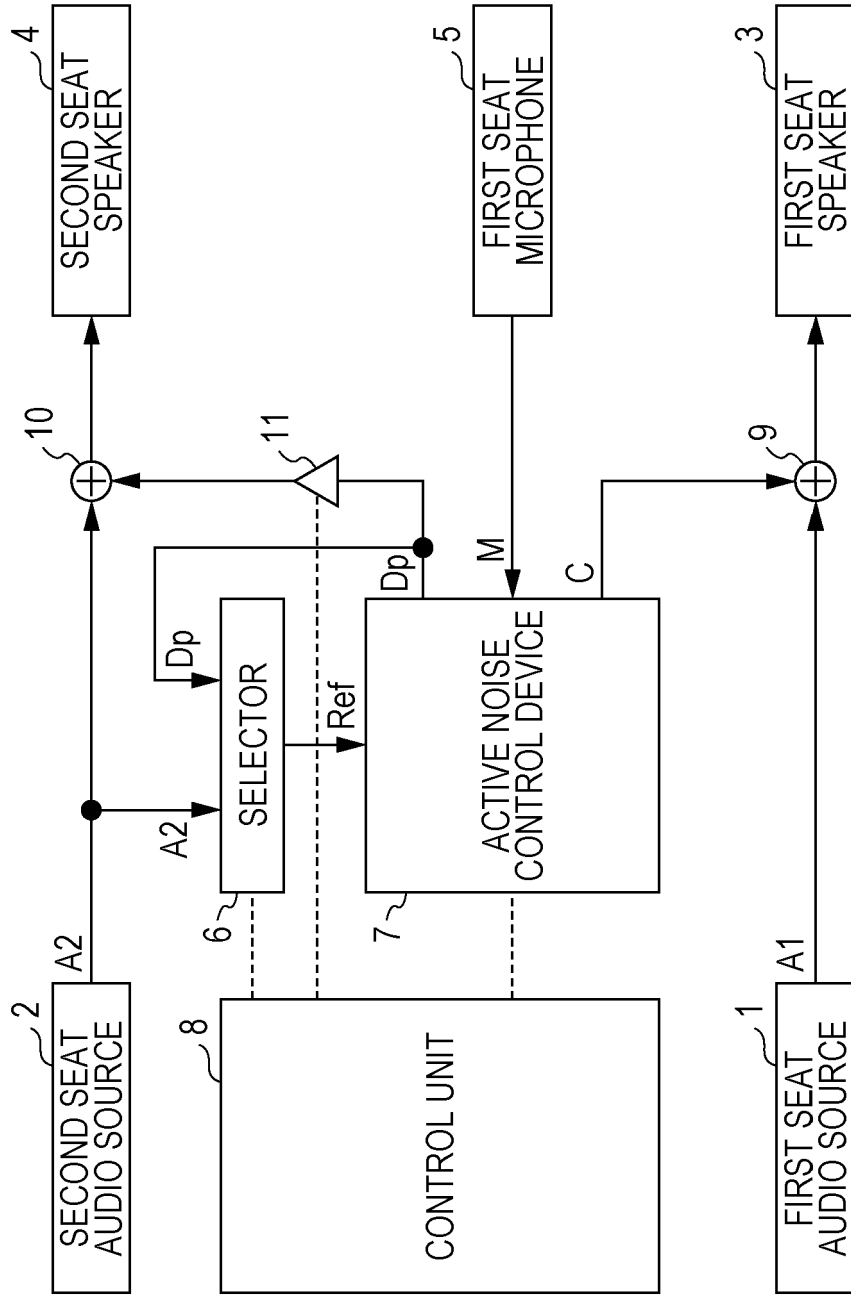 2
SECOND SEAT
AUDIO SOURCE
A2
10
4
SECOND SEAT
SPEAKER
A2
Dp
6
SELECTOR
11
8
CONTROL UNIT
Ref
Dp
7
ACTIVE NOISE
CONTROL DEVICE
M
5
FIRST SEAT
MICROPHONE
C
1
FIRST SEAT
AUDIO SOURCE
A1
9
3
FIRST SEAT
SPEAKER